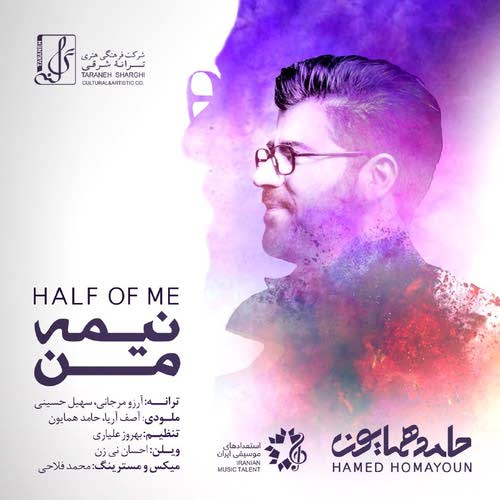 TARANEH
شرکت فرهنگی هنری
ترانه شرقی
TARANEH SHARGHI
CULTURAL&ARTISTIC CO.
HALF OF ME
نیمه
من
ترانه: آرزو مرجانی، سهیل حسینی
ملودی: آصف آریا، حامد همایون
تنظیم: بهروز علیاری
ویلن: احسان نی زن
میکس و مسترینگ: محمد فلاحی
استعدادهای
موسیقی ایران
IRANIAN
MUSIC TALENT
حامد همایون
HAMED HOMAYOUN